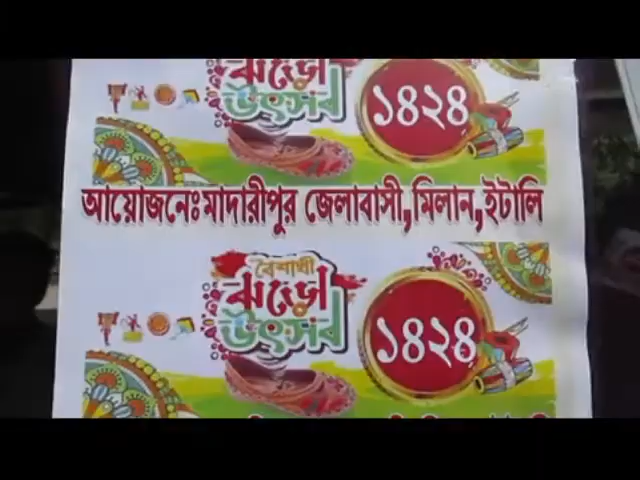 ঝড়ো
উৎসব
১৪২৪
আয়োজনেঃমাদারীপুর জেলাবাসী,মিলান,ইটালি
বৈশাখী
ঝড়ো
উৎসব
১৪২৪